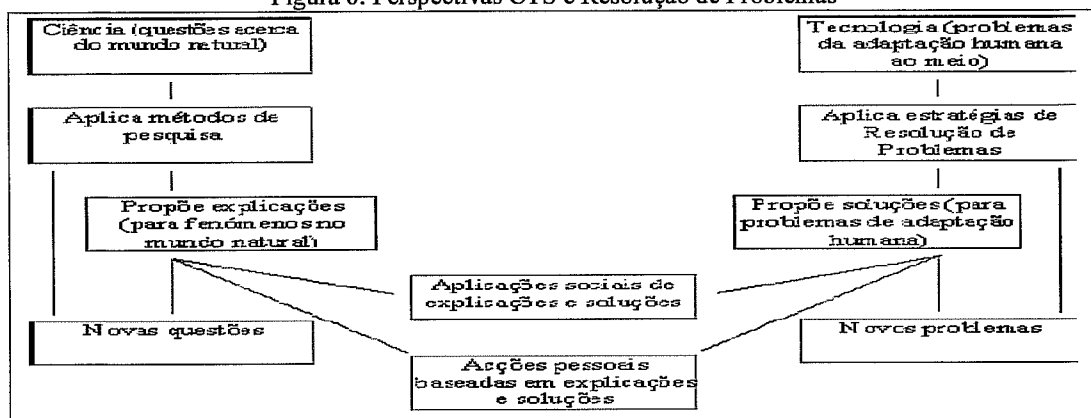 Figura 6. Perspectivas CTS e Resolução de Problemas
Ciência (questões acerca
do mundo natural)
Aplica métodos de
pesquisa
Propõe explicações
(para fenómenos no
mundo natural)
Novas questões
Tecnologia (problemas
da adaptação humana
ao meio)
Aplica estratégias de
Resolução de
Problemas
Propõe soluções (para
problemas de adaptação
humana)
Novos problemas
Aplicações sociais de
explicações e soluções
Acções pessoais
baseadas em explicações
e soluções